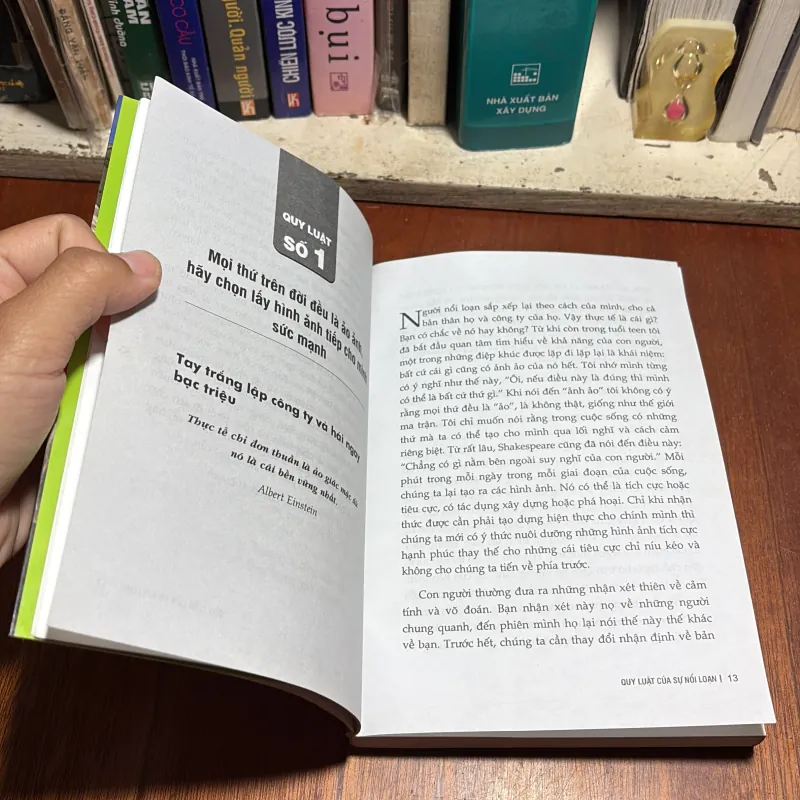 ĐẶNG VĂN
CƠ CẤU
Người Quản người
CHIẾN LƯỢC KINH
bụi
NHÀ XUẤT BẢN
XÂY DỰNG
QUY LUẬT
SỐ 1
Mọi thứ trên đời đều là ảo ảnh,
hãy chọn lấy hình ảnh tiếp cho mình
sức mạnh
Tay trắng lập công ty và hái ngay
bạc triệu
Thực tế chỉ đơn thuần là ảo giác mặc dù
nó là cái bền vững nhất.
Albert Einstein
Người nổi loạn sắp xếp lại theo cách của mình, cho cả
bản thân họ và công ty của họ. Vậy thực tế là cái gì?
Bạn có chắc về nó hay không? Từ khi còn trong tuổi teen tôi
đã bắt đầu quan tâm tìm hiểu về khả năng của con người,
một trong những điệp khúc được lặp đi lặp lại là khái niệm:
bất cứ cái gì cũng có ảnh ảo của nó hết. Tôi nhớ mình từng
có ý nghĩ như thế này, “Ôi, nếu điều này là đúng thì mình
có thể là bất cứ thứ gì.” Khi nói đến “ảnh ảo” tôi không có ý
rằng mọi thứ đều là “ảo”, là không thật, giống như thế giới
ma trận. Tôi chỉ muốn nói rằng trong cuộc sống có những
thứ mà ta có thể tạo cho mình qua lối nghĩ và cách cảm
riêng biệt. Từ rất lâu, Shakespeare cũng đã nói đến điều này:
“Chẳng có gì nằm bên ngoài suy nghĩ của con người.” Mỗi
phút trong mỗi ngày trong mỗi giai đoạn của cuộc sống,
chúng ta lại tạo ra các hình ảnh. Nó có thể là tích cực hoặc
tiêu cực, có tác dụng xây dựng hoặc phá hoại. Chỉ khi nhận
thức được cần phải tạo dựng hiện thực cho chính mình thì
chúng ta mới có ý thức nuôi dưỡng những hình ảnh tích cực
hạnh phúc thay thế cho những cái tiêu cực chỉ níu kéo và
không cho chúng ta tiến về phía trước.
Con người thường đưa ra những nhận xét thiên về cảm
tính và võ đoán. Bạn nhận xét này nọ về những người
chung quanh, đến phiên mình họ lại nói thế này thế khác
về bạn. Trước hết, chúng ta cần thay đổi nhận định về bản
QUY LUẬT CỦA SỰ NỔI LOẠN | 13